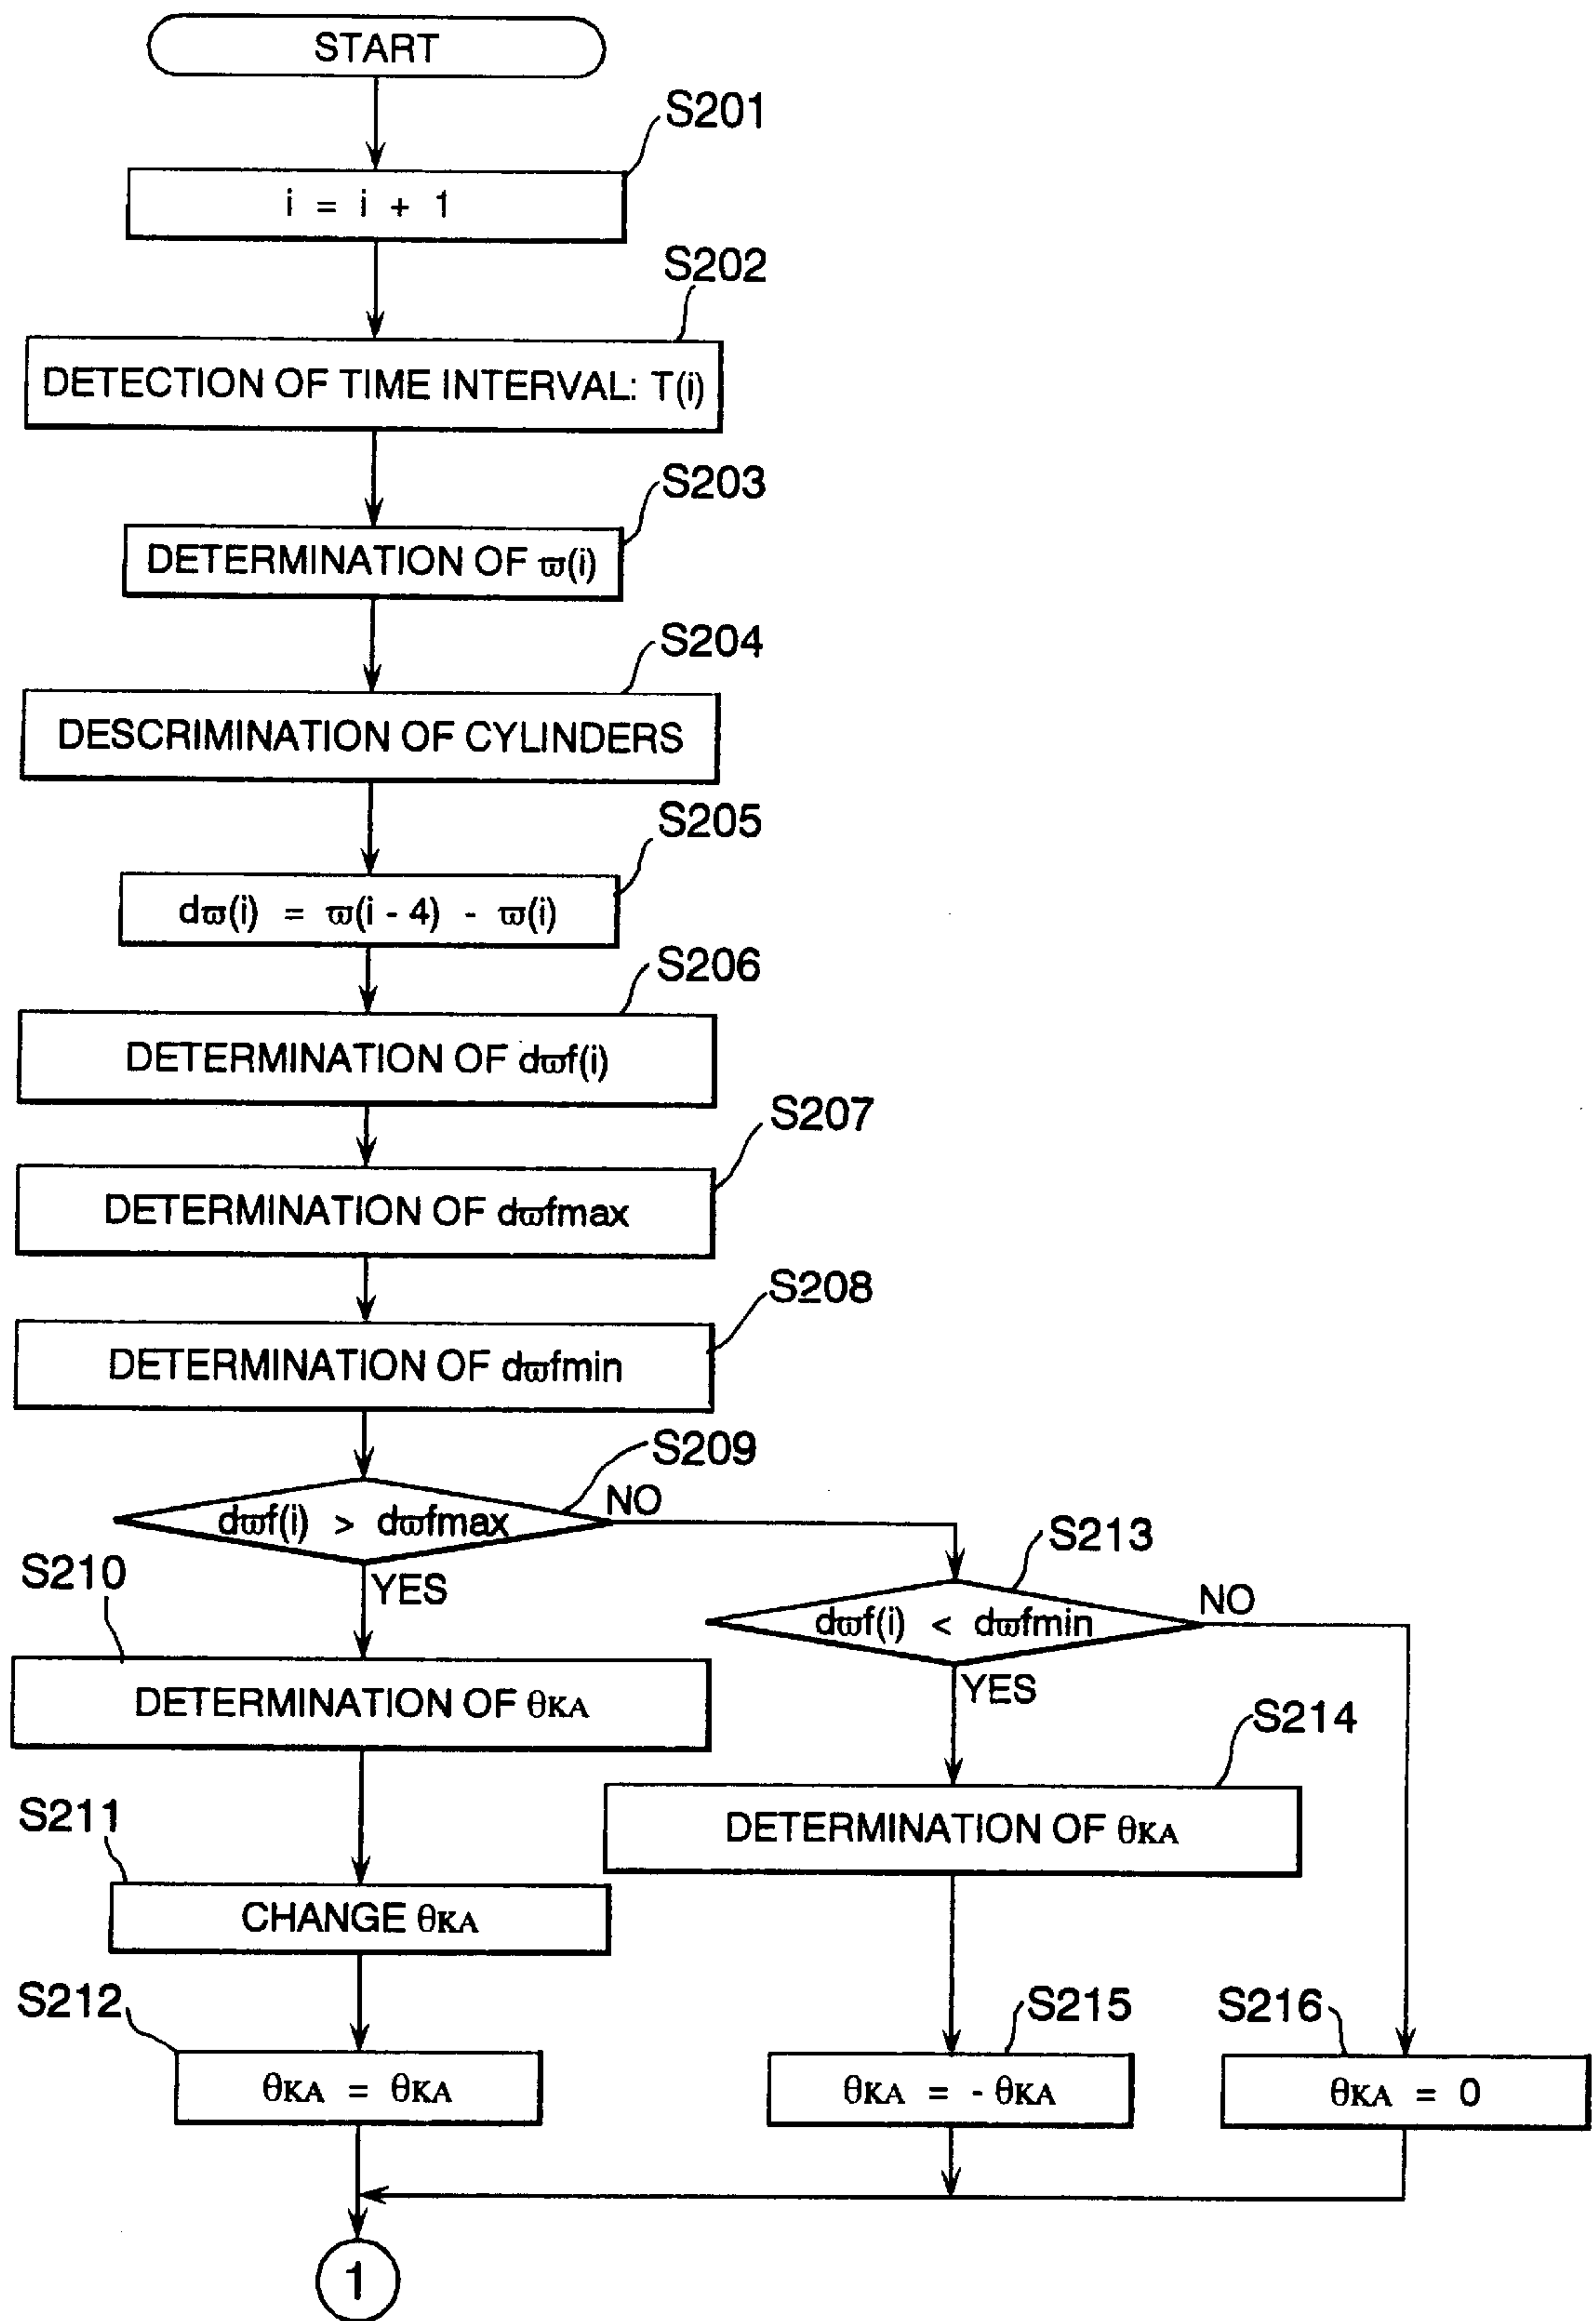 START
S201
i = i + 1
S202
DETECTION OF TIME INTERVAL: T(i)
S203
DETERMINATION OF ϖ(i)
S204
DESCRIMINATION OF CYLINDERS
S205
dϖ(i) = ϖ(i - 4) - ϖ(i)
S206
DETERMINATION OF dϖf(i)
S207
DETERMINATION OF dϖfmax
S208
DETERMINATION OF dϖfmin
S209
dϖf(i) > dϖfmax
NO
YES
S213
dϖf(i) < dϖfmin
NO
YES
S210
DETERMINATION OF θKA
S214
DETERMINATION OF θKA
S211
CHANGE θKA
S212
θKA = θKA
S215
θKA = - θKA
S216
θKA = 0
1